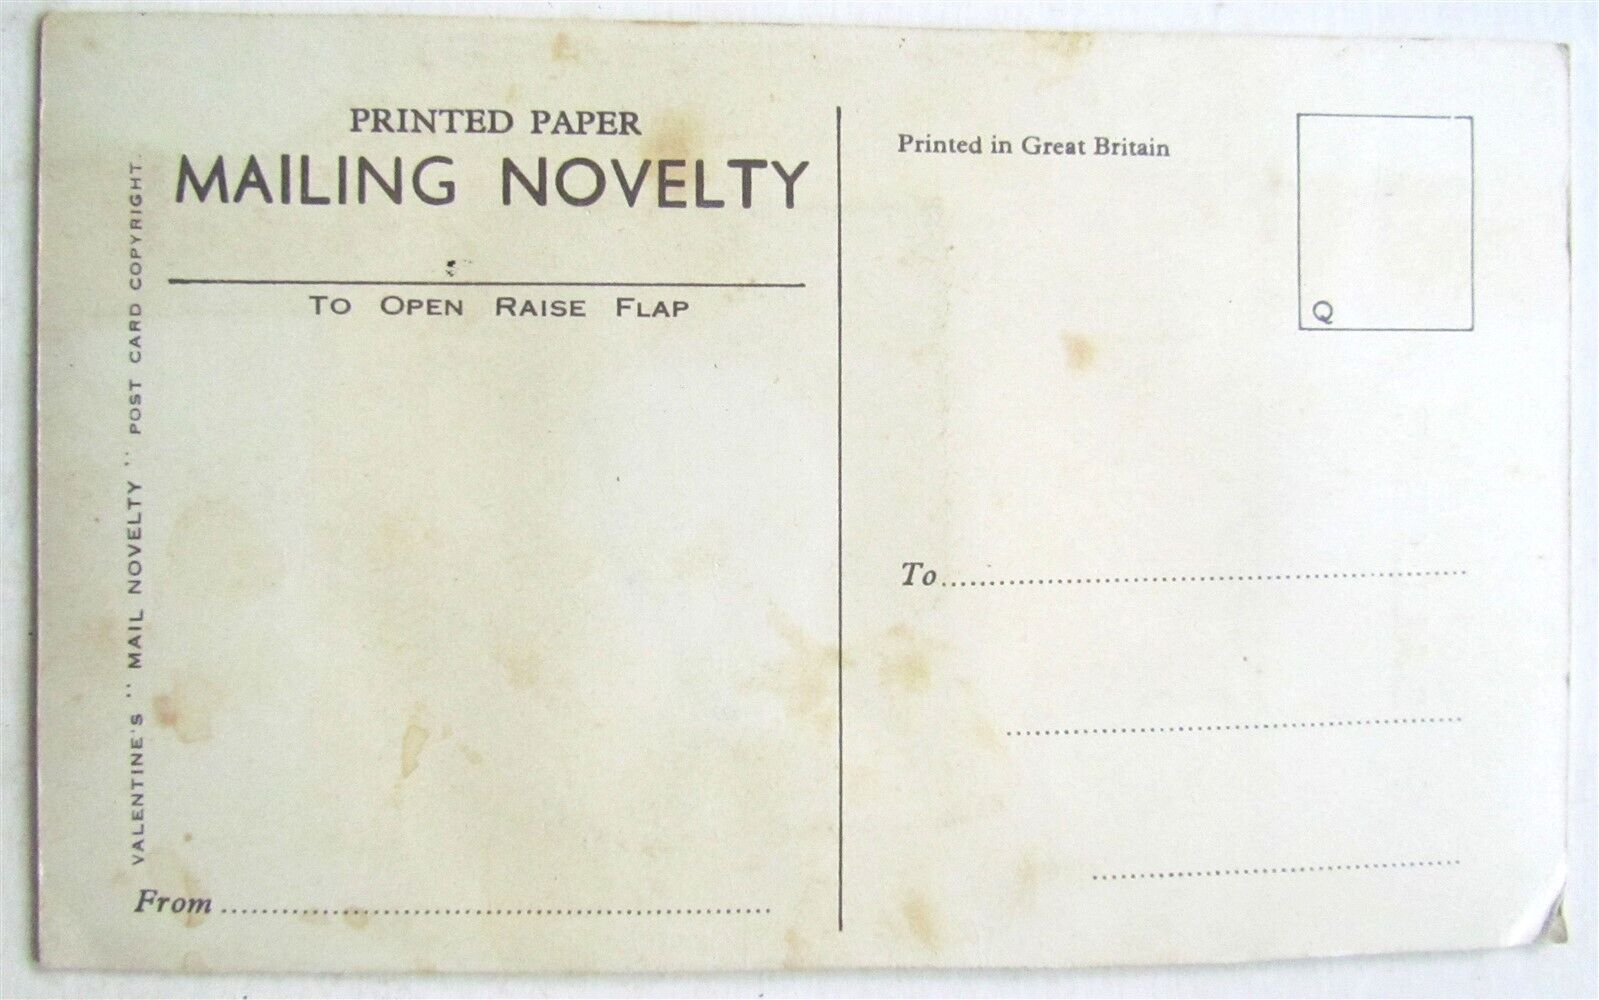 PRINTED PAPER
MAILING NOVELTY
TO OPEN RAISE FLAP
VALENTINE'S "MAIL NOVELTY" POST CARD COPYRIGHT.
From
Printed in Great Britain
Q
To